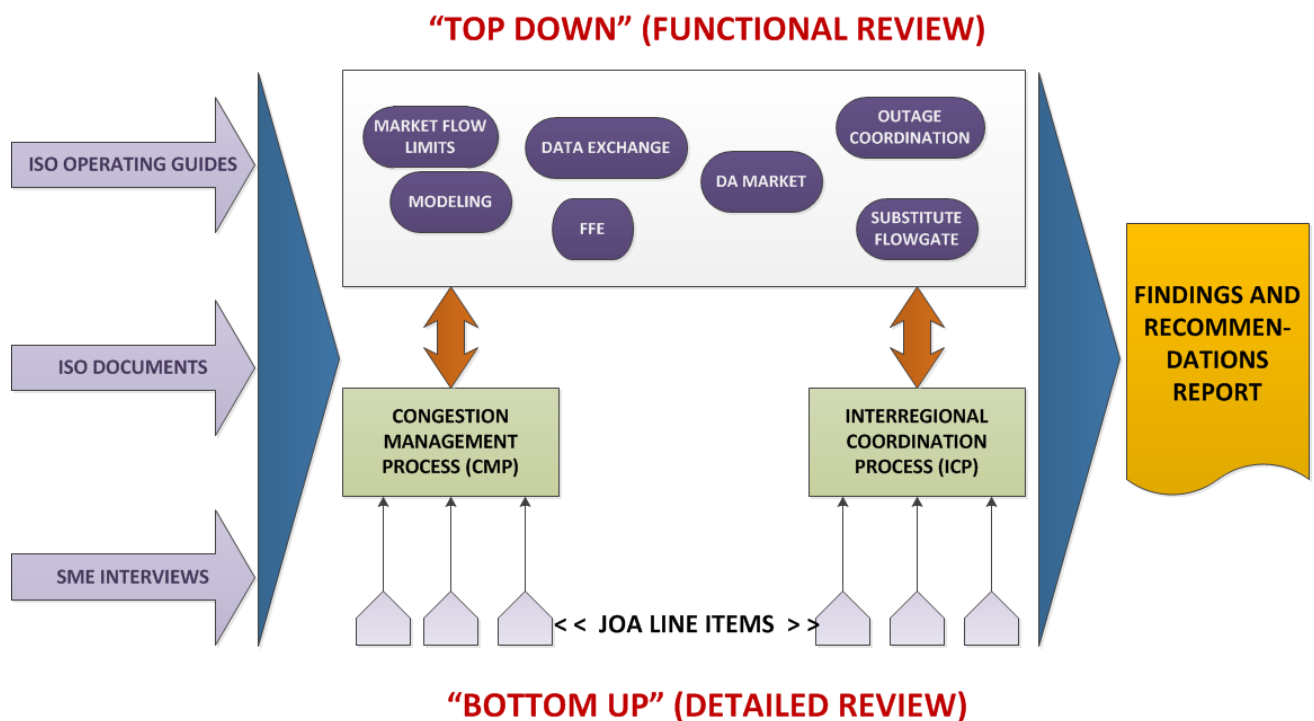 “TOP DOWN” (FUNCTIONAL REVIEW)
ISO OPERATING GUIDES
ISO DOCUMENTS
SME INTERVIEWS
MARKET FLOW
LIMITS
MODELING
DATA EXCHANGE
FFE
DA MARKET
OUTAGE
COORDINATION
SUBSTITUTE
FLOWGATE
CONGESTION
MANAGEMENT
PROCESS (CMP)
INTERREGIONAL
COORDINATION
PROCESS (ICP)
< < JOA LINE ITEMS > >
FINDINGS AND
RECOMMEN-
DATIONS
REPORT
“BOTTOM UP” (DETAILED REVIEW)